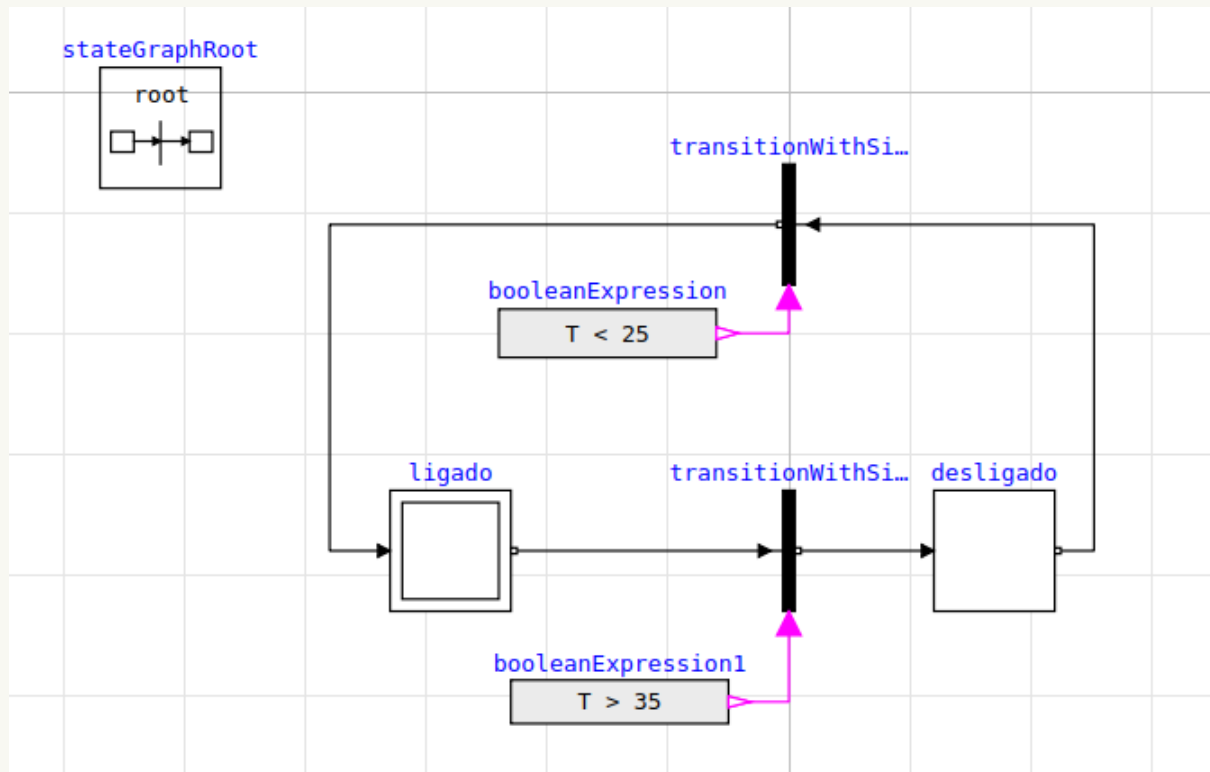 stateGraphRoot
root
transitionWithSi…
booleanExpression
T < 25
ligado
transitionWithSi…
desligado
booleanExpression1
T > 35